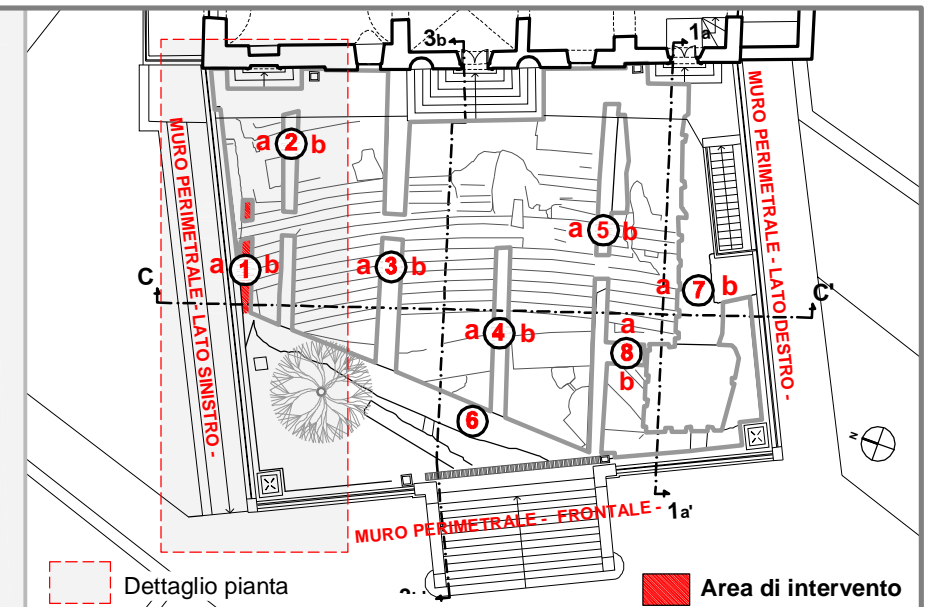 3b
1a
MURO PERIMETRALE - LATO SINISTRO -
MURO PERIMETRALE - LATO DESTRO -
a 2 b
a 5 b
a 1 b
a 3 b
a 7 b
C
C'
a 4 b
a
8
b
6
N
1a'
MURO PERIMETRALE - FRONTALE -
Dettaglio pianta
Area di intervento